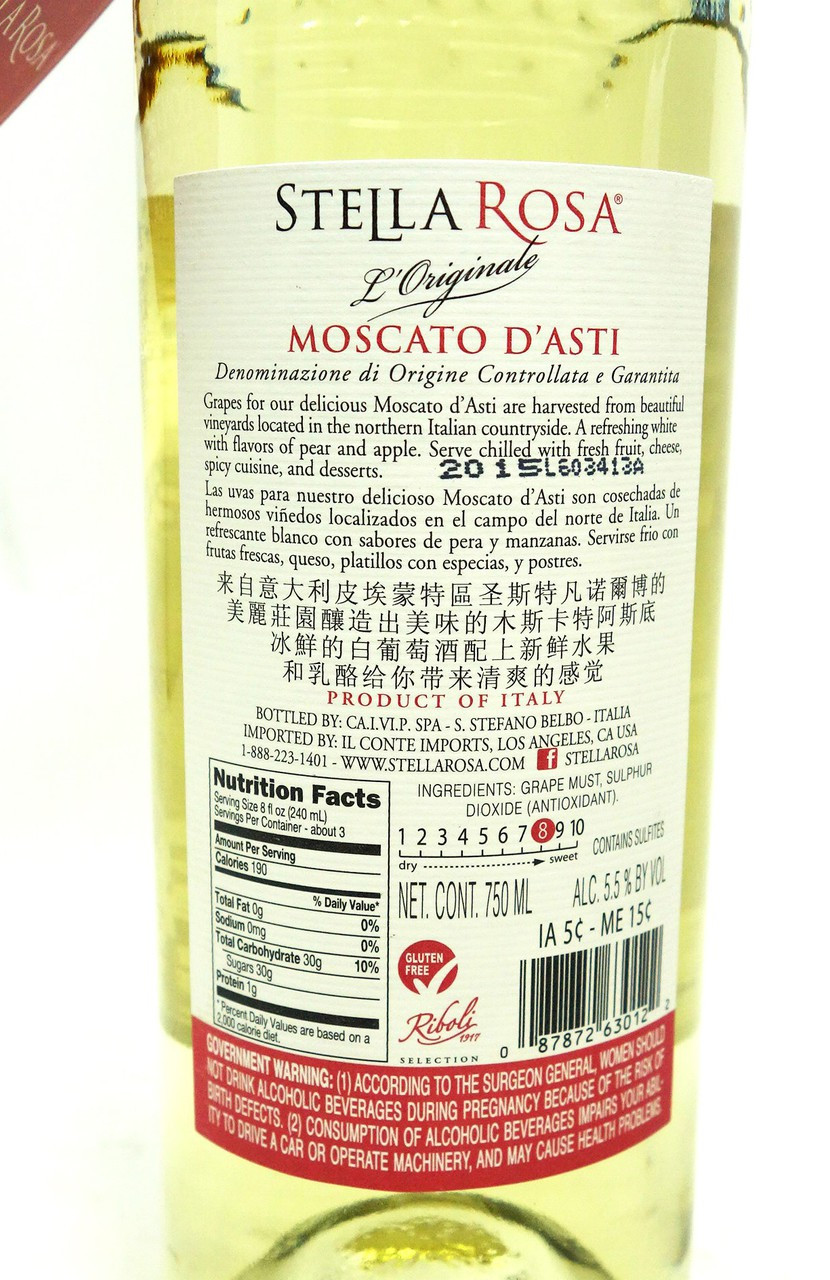 LA ROSA
STELLA ROSA®
L'Originale
MOSCATO D'ASTI
Denominazione di Origine Controllata e Garantita
Grapes for our delicious Moscato d'Asti are harvested from beautiful
vineyards located in the northern Italian countryside. A refreshing white
with flavors of pear and apple. Serve chilled with fresh fruit, cheese,
spicy cuisine, and desserts.
2015L603413A
Las uvas para nuestro delicioso Moscato d'Asti son cosechadas de
hermosos viñedos localizados en el campo del norte de Italia. Un
refrescante blanco con sabores de pera y manzanas. Servirse frio con
frutas frescas, queso, platillos con especias, y postres.
来自意大利皮埃蒙特區圣斯特凡诺爾博的
美麗莊園釀造出美味的木斯卡特阿斯底
冰鮮的白葡萄酒配上新鲜水果
和乳酪给你带来清爽的感觉
PRODUCT OF ITALY
BOTTLED BY: CA.I.VI.P. SPA - S. STEFANO BELBO - ITALIA
IMPORTED BY: IL CONTE IMPORTS, LOS ANGELES, CA USA
1-888-223-1401 - WWW.STELLAROSA.COM f STELLAROSA
Nutrition Facts
Serving Size 8 fl oz (240 mL)
Servings Per Container - about 3
Amount Per Serving
Calories 190
% Daily Value*
Total Fat 0g 0%
Sodium 0mg 0%
Total Carbohydrate 30g 10%
Sugars 30g
Protein 1g
* Percent Daily Values are based on a
2,000 calorie diet.
INGREDIENTS: GRAPE MUST, SULPHUR
DIOXIDE (ANTIOXIDANT).
1 2 3 4 5 6 7 8 9 10
dry sweet
CONTAINS SULFITES
NET. CONT. 750 ML
ALC. 5.5 % BY VOL
IA 5¢ - ME 15¢
GLUTEN
FREE
Riboli
1917
SELECTION
0 87872 63012 2
GOVERNMENT WARNING: (1) ACCORDING TO THE SURGEON GENERAL, WOMEN SHOULD
NOT DRINK ALCOHOLIC BEVERAGES DURING PREGNANCY BECAUSE OF THE RISK OF
BIRTH DEFECTS. (2) CONSUMPTION OF ALCOHOLIC BEVERAGES IMPAIRS YOUR ABIL-
ITY TO DRIVE A CAR OR OPERATE MACHINERY, AND MAY CAUSE HEALTH PROBLEMS.